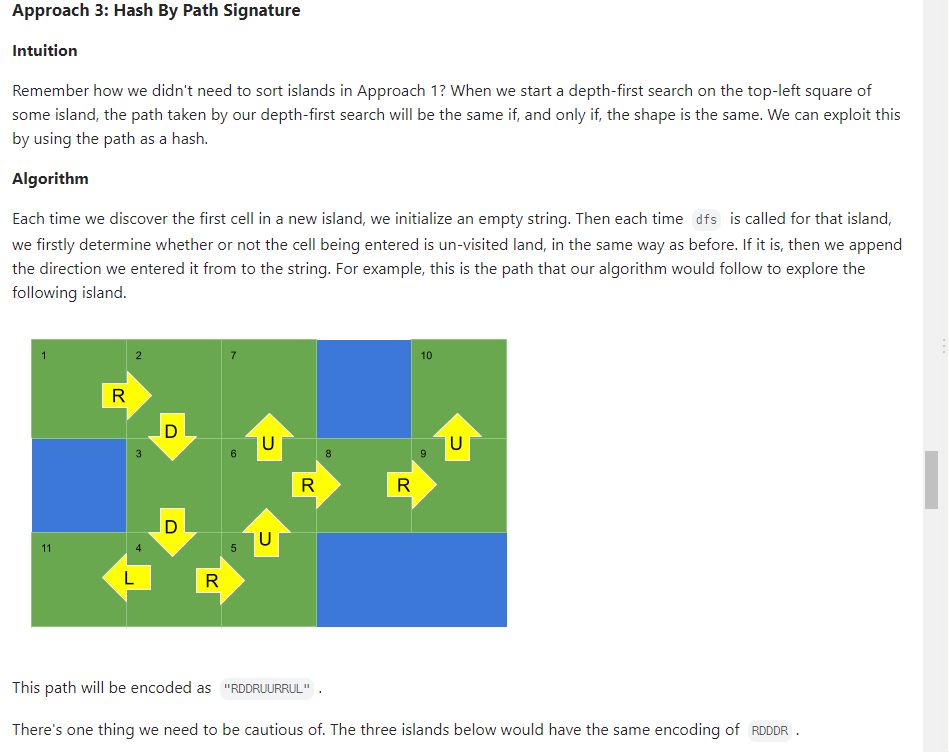 Approach 3: Hash By Path Signature
Intuition
Remember how we didn't need to sort islands in Approach 1? When we start a depth-first search on the top-left square of
some island, the path taken by our depth-first search will be the same if, and only if, the shape is the same. We can exploit this
by using the path as a hash.
Algorithm
Each time we discover the first cell in a new island, we initialize an empty string. Then each time dfs is called for that island,
we firstly determine whether or not the cell being entered is un-visited land, in the same way as before. If it is, then we append
the direction we entered it from to the string. For example, this is the path that our algorithm would follow to explore the
following island.
1 2 7 10
R
D U U
3 6 8 9
R R
D U
11 4 5
L R
This path will be encoded as "RDDRUURRUL" .
There's one thing we need to be cautious of. The three islands below would have the same encoding of RDDDR .